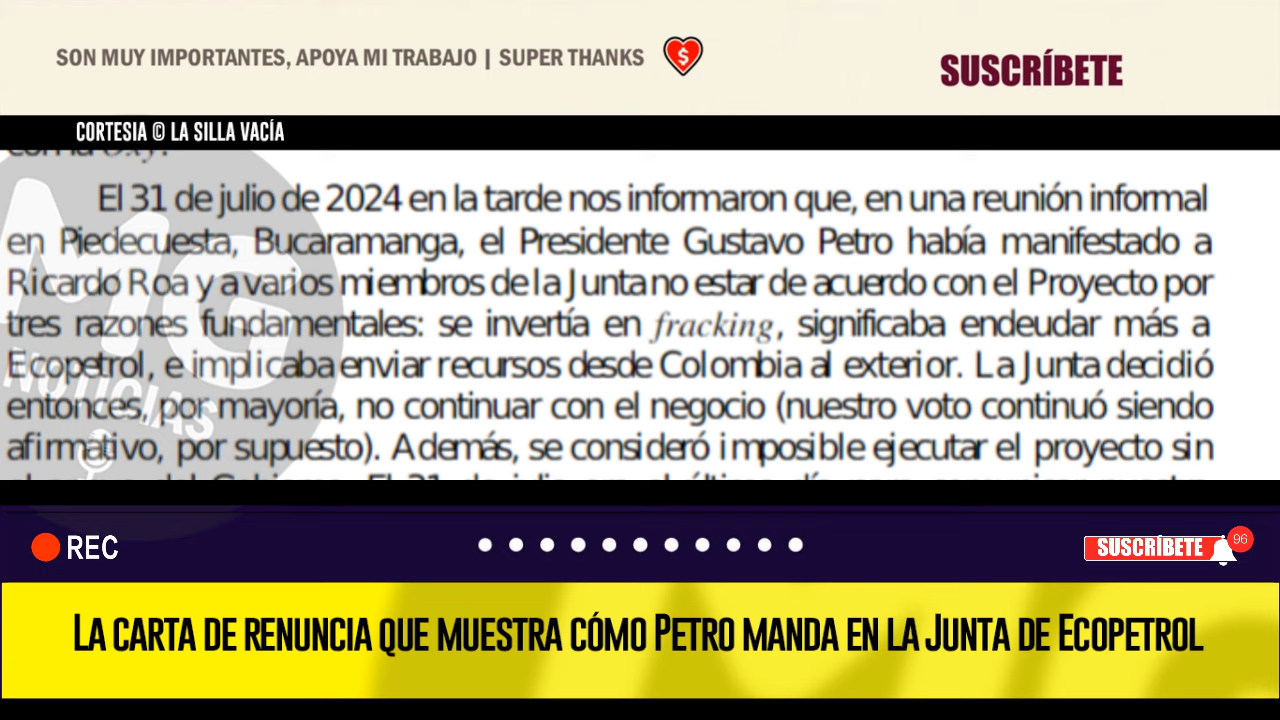 SON MUY IMPORTANTES, APOYA MI TRABAJO | SUPER THANKS
SUSCRÍBETE
CORTESIA © LA SILLA VACÍA
El 31 de julio de 2024 en la tarde nos informaron que, en una reunión informal
en Piedecuesta, Bucaramanga, el Presidente Gustavo Petro había manifestado a
Ricardo Roa y a varios miembros de la Junta no estar de acuerdo con el Proyecto por
tres razones fundamentales: se invertía en fracking, significaba endeudar más a
Ecopetrol, e implicaba enviar recursos desde Colombia al exterior. La Junta decidió
entonces, por mayoría, no continuar con el negocio (nuestro voto continuó siendo
afirmativo, por supuesto). Además, se consideró imposible ejecutar el proyecto sin
MG
NOTICIAS
REC
SUSCRÍBETE
96
LA CARTA DE RENUNCIA QUE MUESTRA CÓMO PETRO MANDA EN LA JUNTA DE ECOPETROL